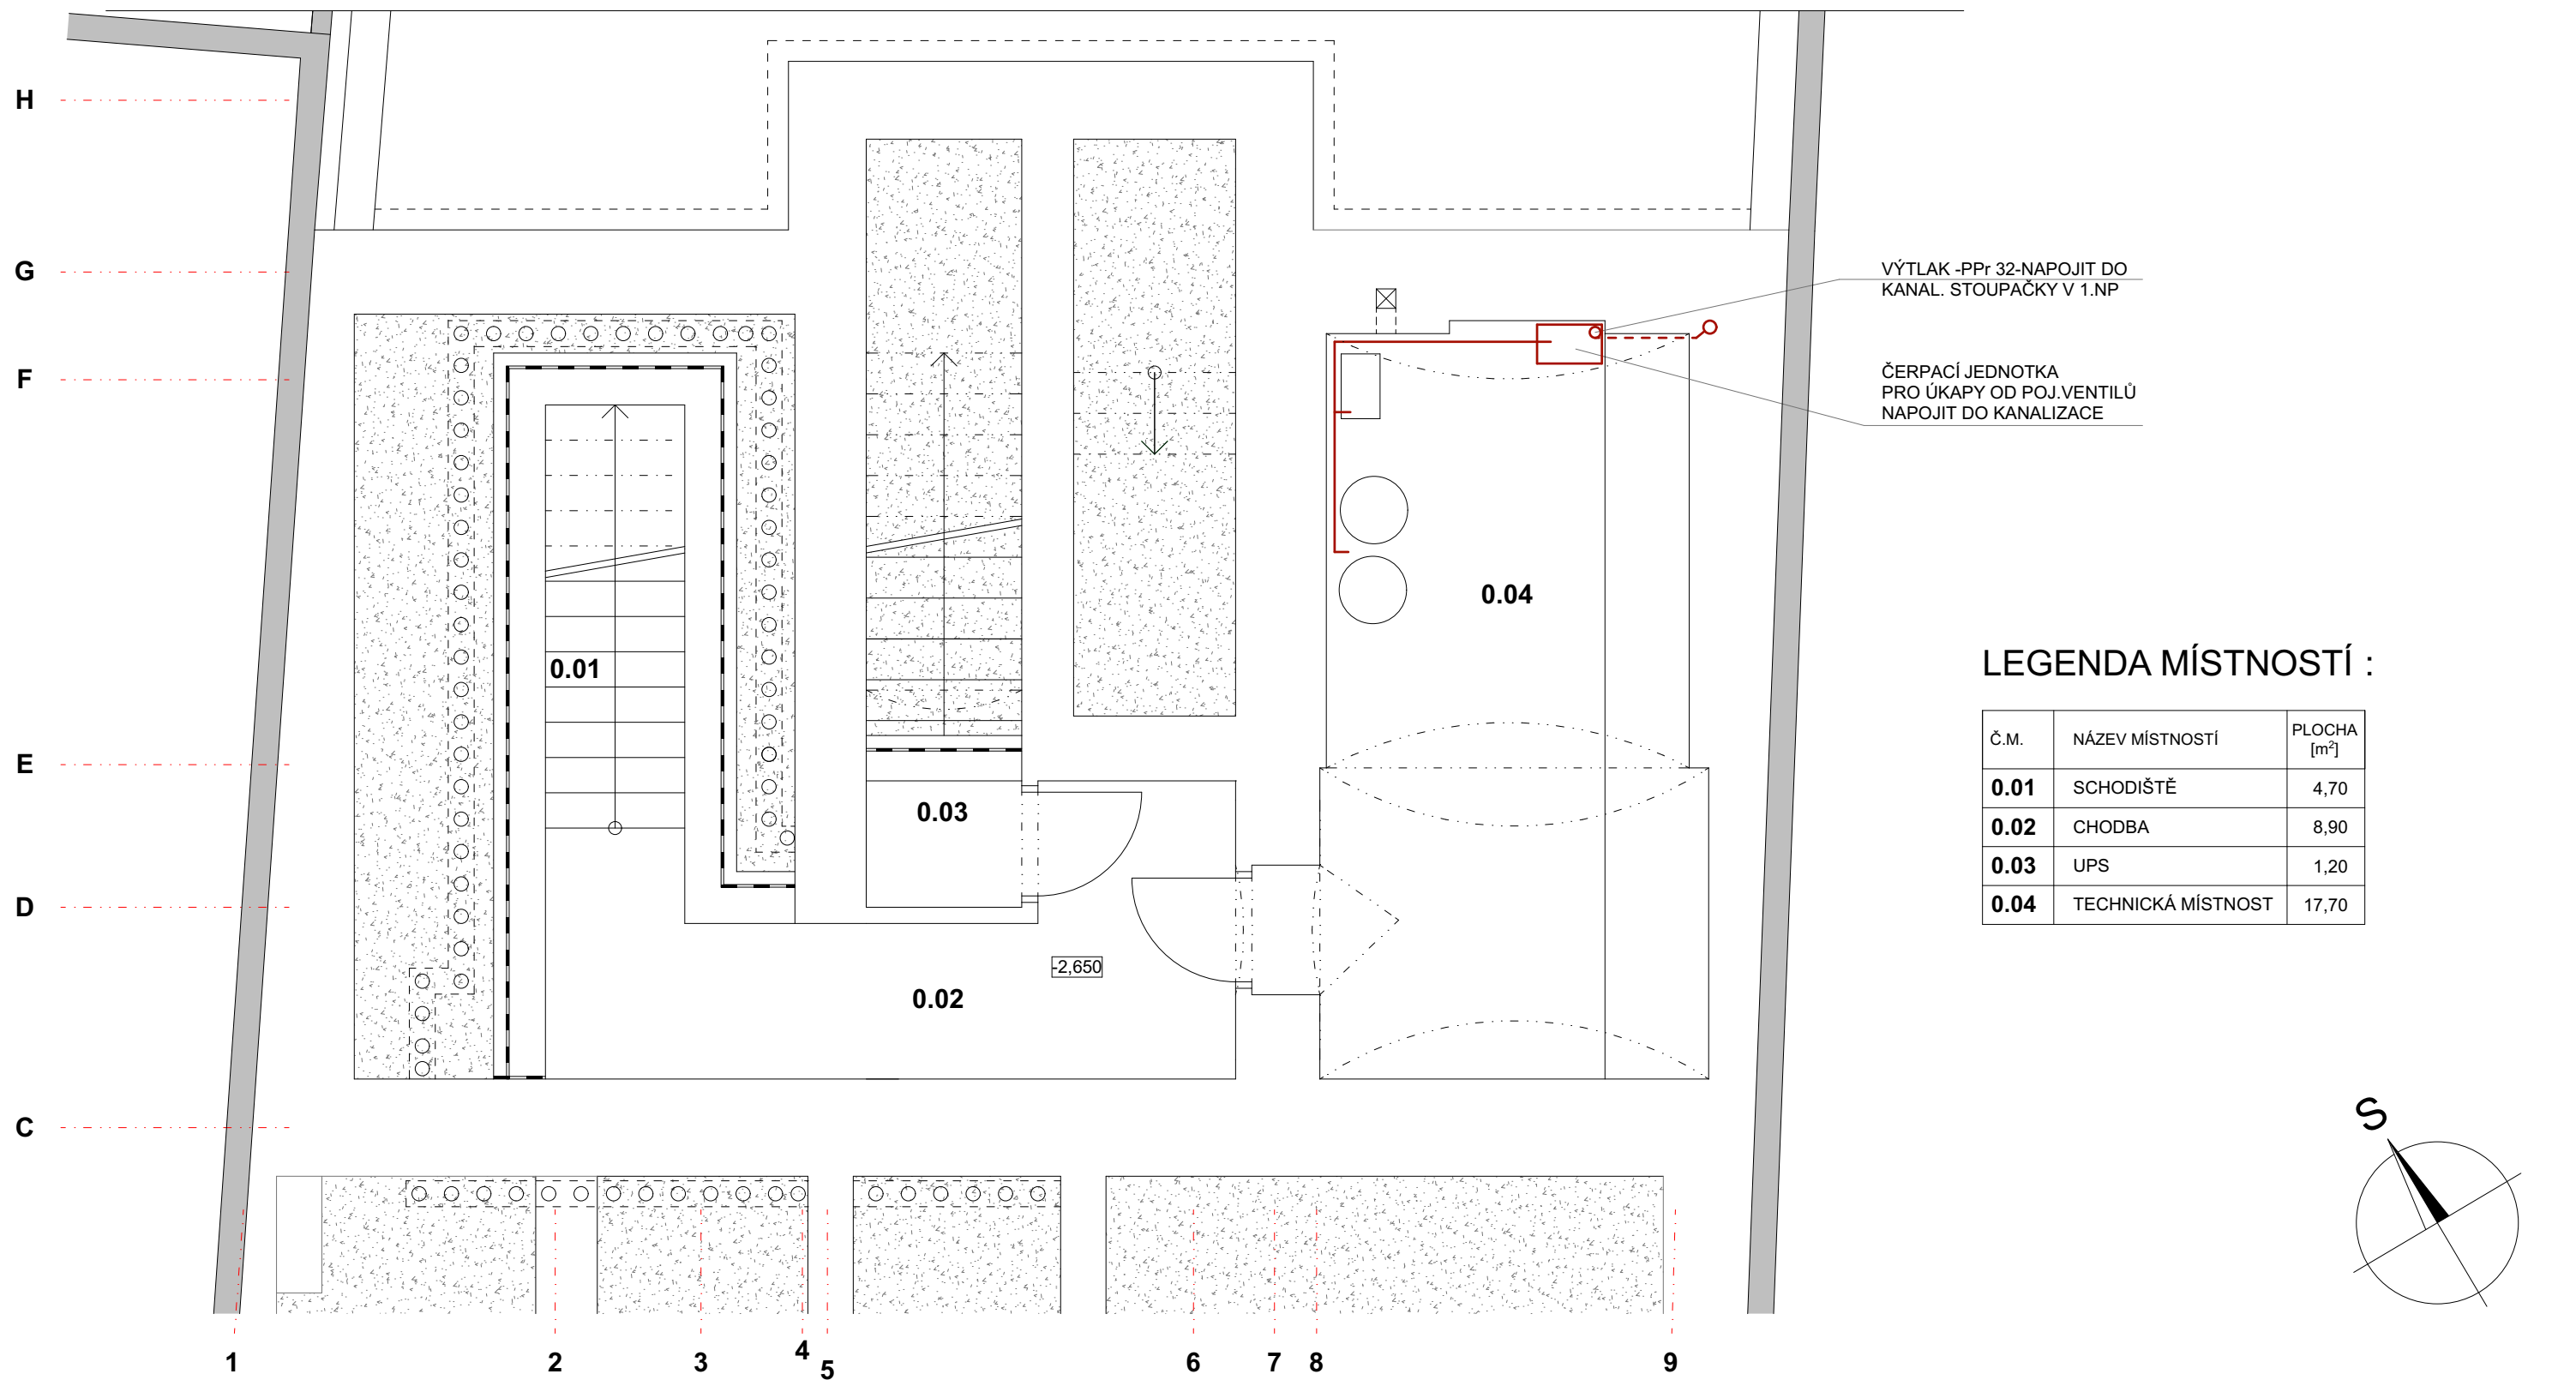 H
G
F
E
D
C
VÝTLAK -PPr 32-NAPOJIT DO
KANAL. STOUPAČKY V 1.NP
ČERPACÍ JEDNOTKA
PRO ÚKAPY OD POJ.VENTILŮ
NAPOJIT DO KANALIZACE
0.01
0.02
0.03
0.04
-2,650
LEGENDA MÍSTNOSTÍ :
Č.M. NÁZEV MÍSTNOSTÍ PLOCHA [m²]
0.01 SCHODIŠTĚ 4,70
0.02 CHODBA 8,90
0.03 UPS 1,20
0.04 TECHNICKÁ MÍSTNOST 17,70
S
1 2 3 4 5 6 7 8 9